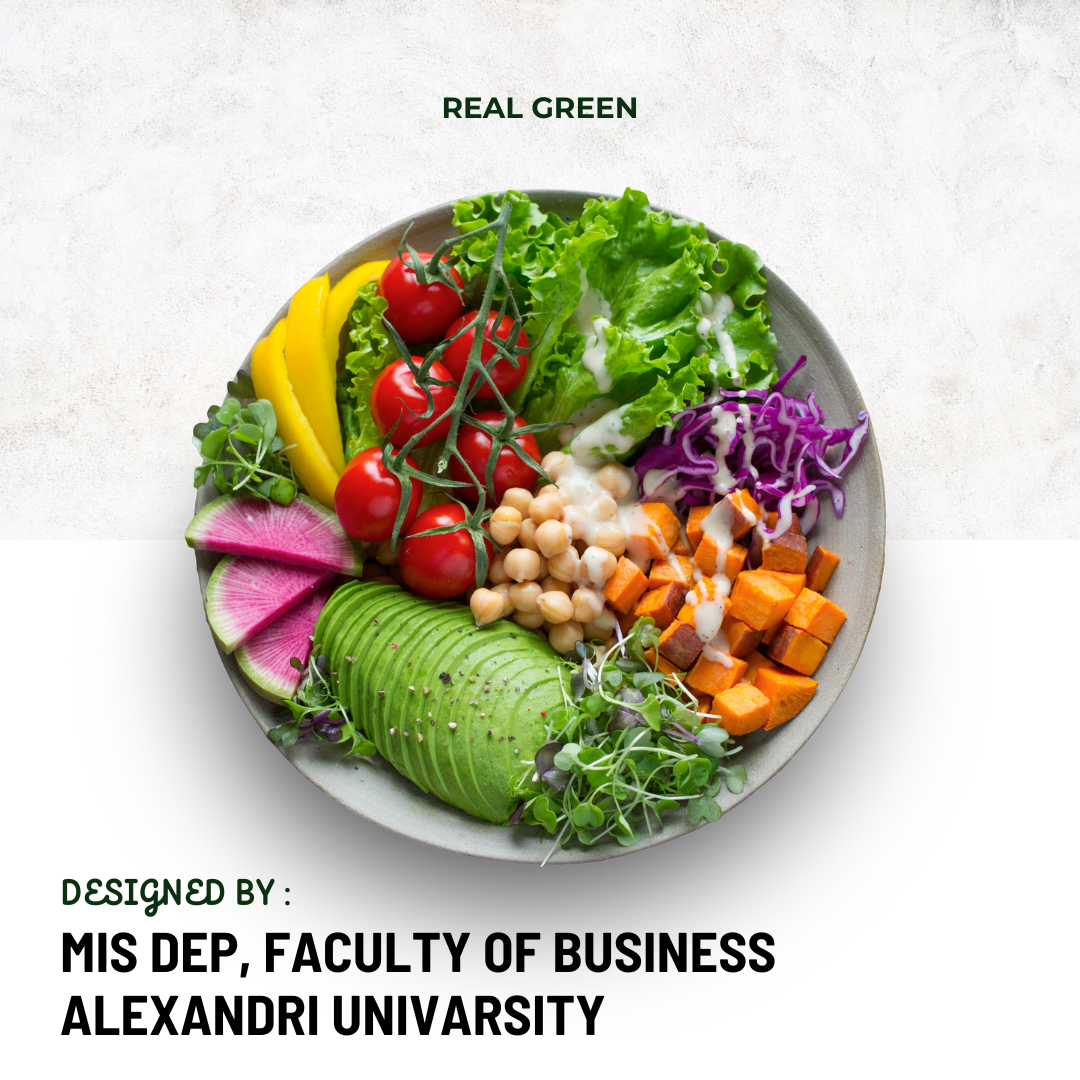 REAL GREEN
DESIGNED BY :
MIS DEP, FACULTY OF BUSINESS
ALEXANDRI UNIVARSITY